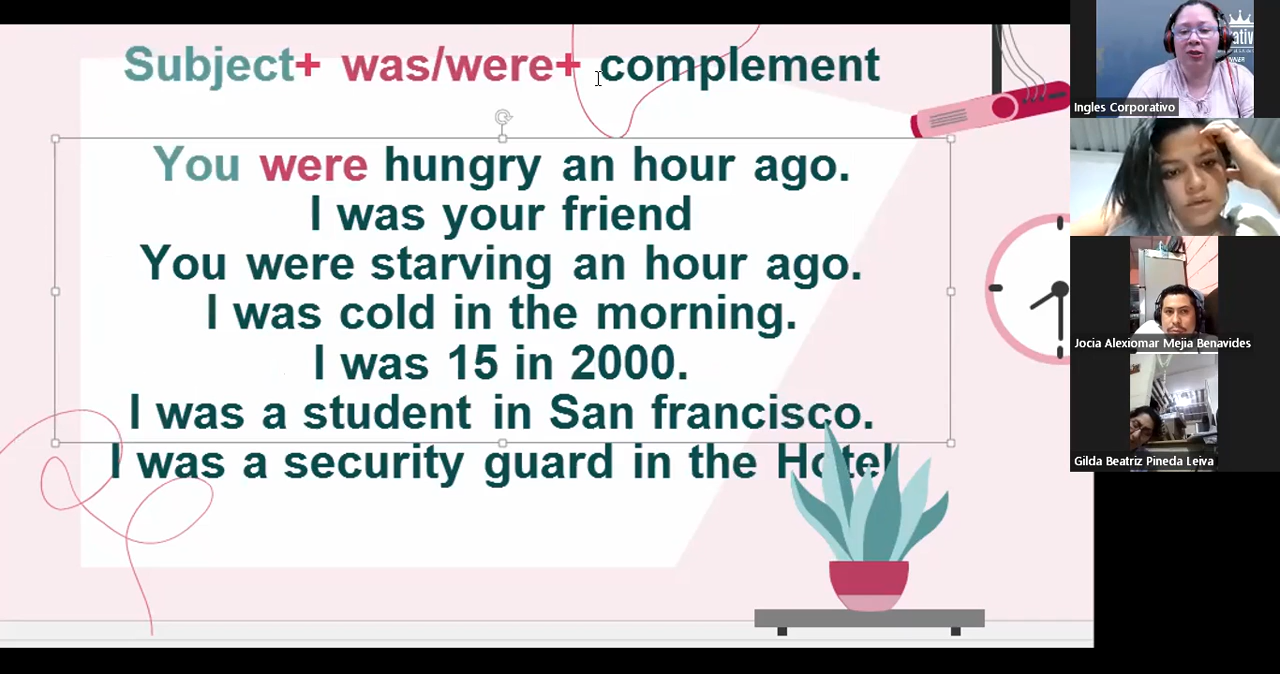 Subject+ was/were+ complement
You were hungry an hour ago.
I was your friend
You were starving an hour ago.
I was cold in the morning.
I was 15 in 2000.
I was a student in San francisco.
I was a security guard in the Hotel
Ingles Corporativo
Jocia Alexiomar Mejia Benavides
Gilda Beatriz Pineda Leiva